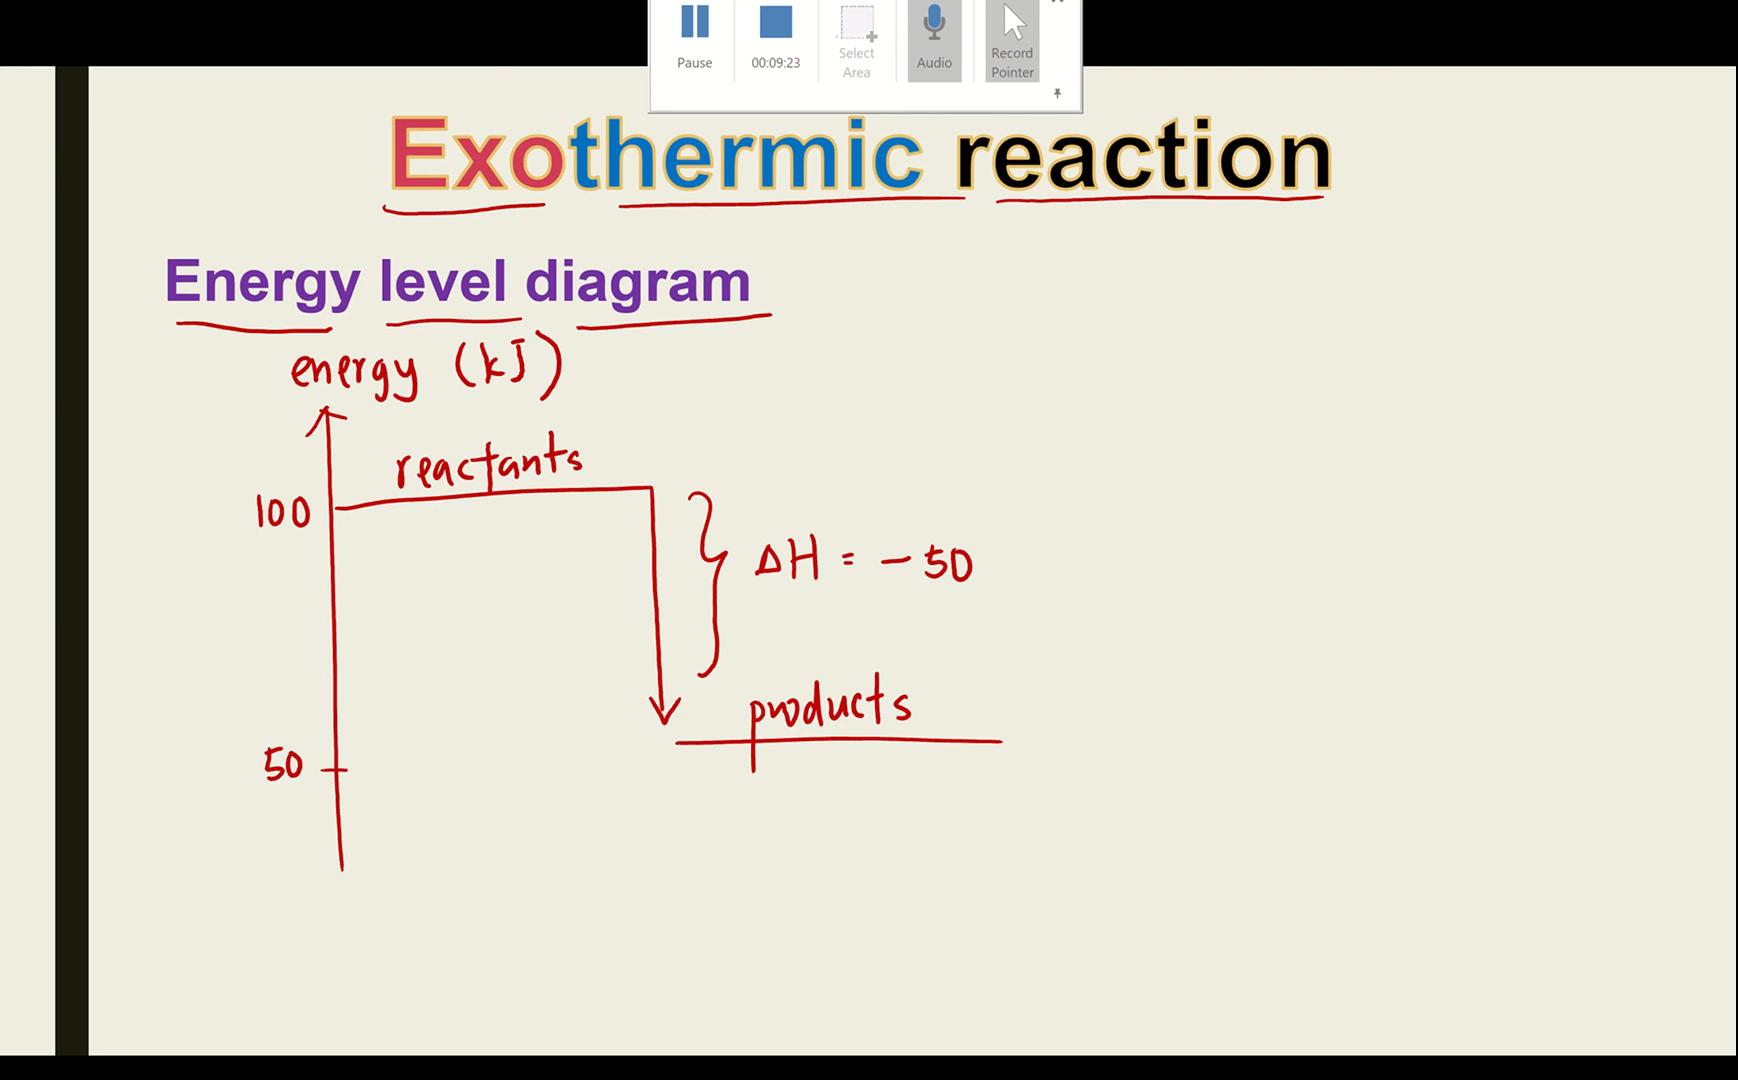 Pause
00:09:23
Select
Area
Audio
Record
Pointer
Exothermic reaction
Energy level diagram
energy (kJ)
reactants
100
ΔH = - 50
products
50